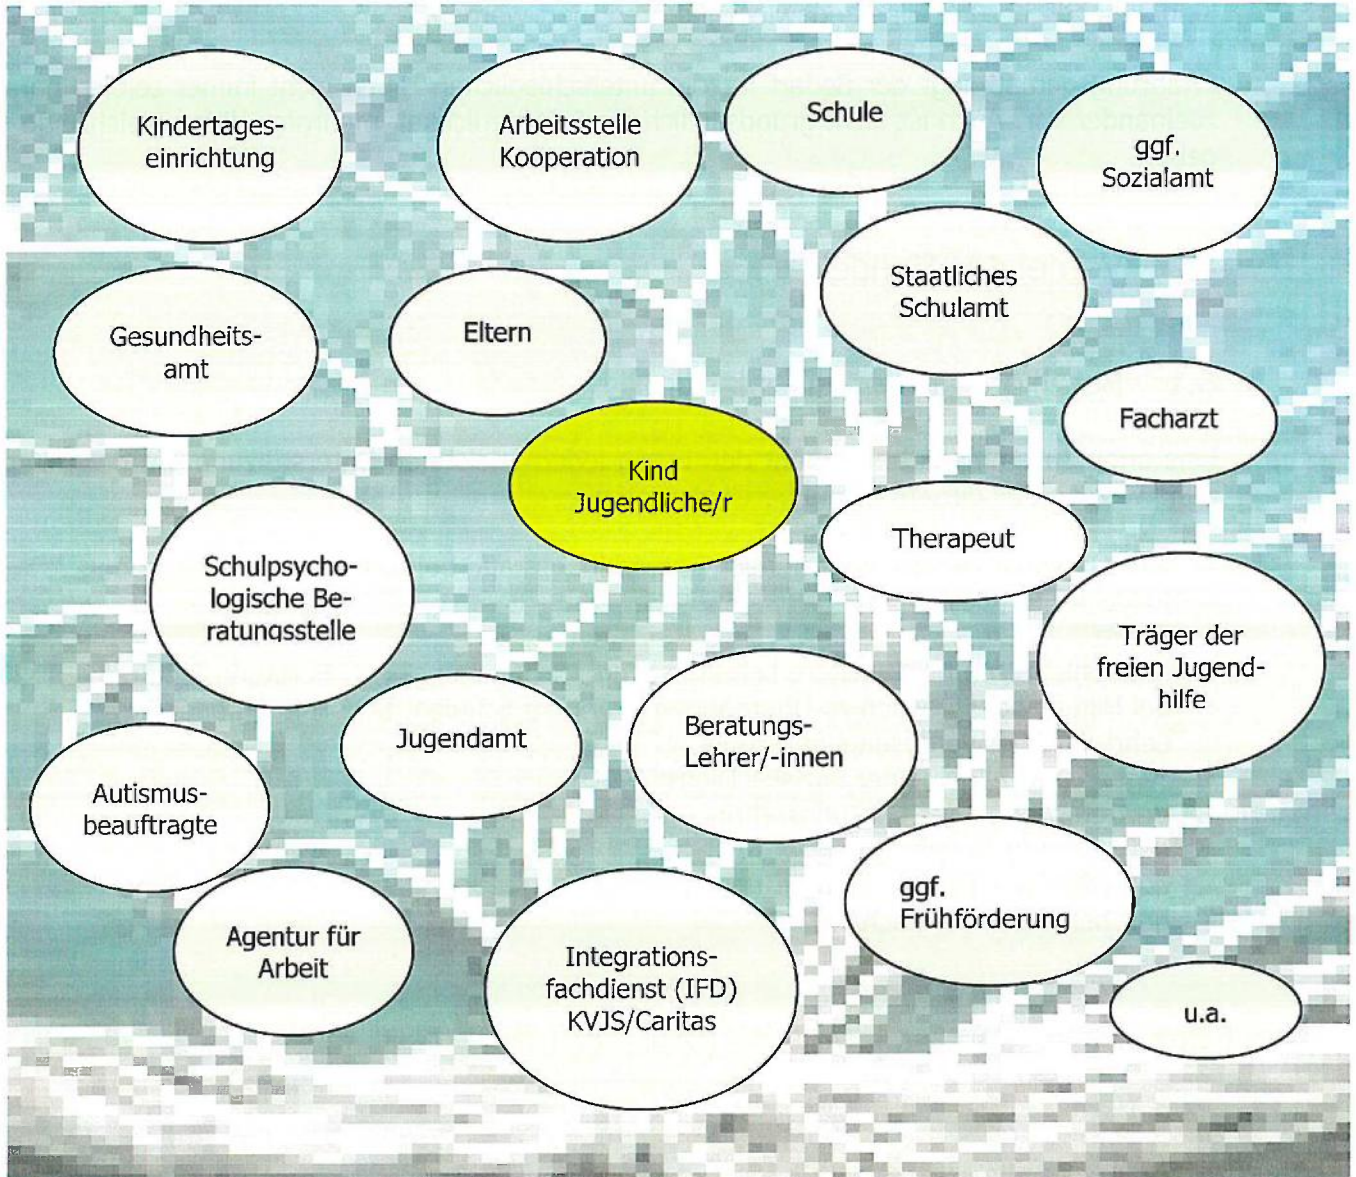 Kindertages-
einrichtung
Arbeitsstelle
Kooperation
Schule
ggf.
Sozialamt
Staatliches
Schulamt
Gesundheits-
amt
Eltern
Facharzt
Kind
Jugendliche/r
Therapeut
Schulpsycho-
logische Be-
ratungsstelle
Träger der
freien Jugend-
hilfe
Jugendamt
Beratungs-
Lehrer/-innen
Autismus-
beauftragte
ggf.
Frühförderung
Agentur für
Arbeit
Integrations-
fachdienst (IFD)
KVJS/Caritas
u.a.